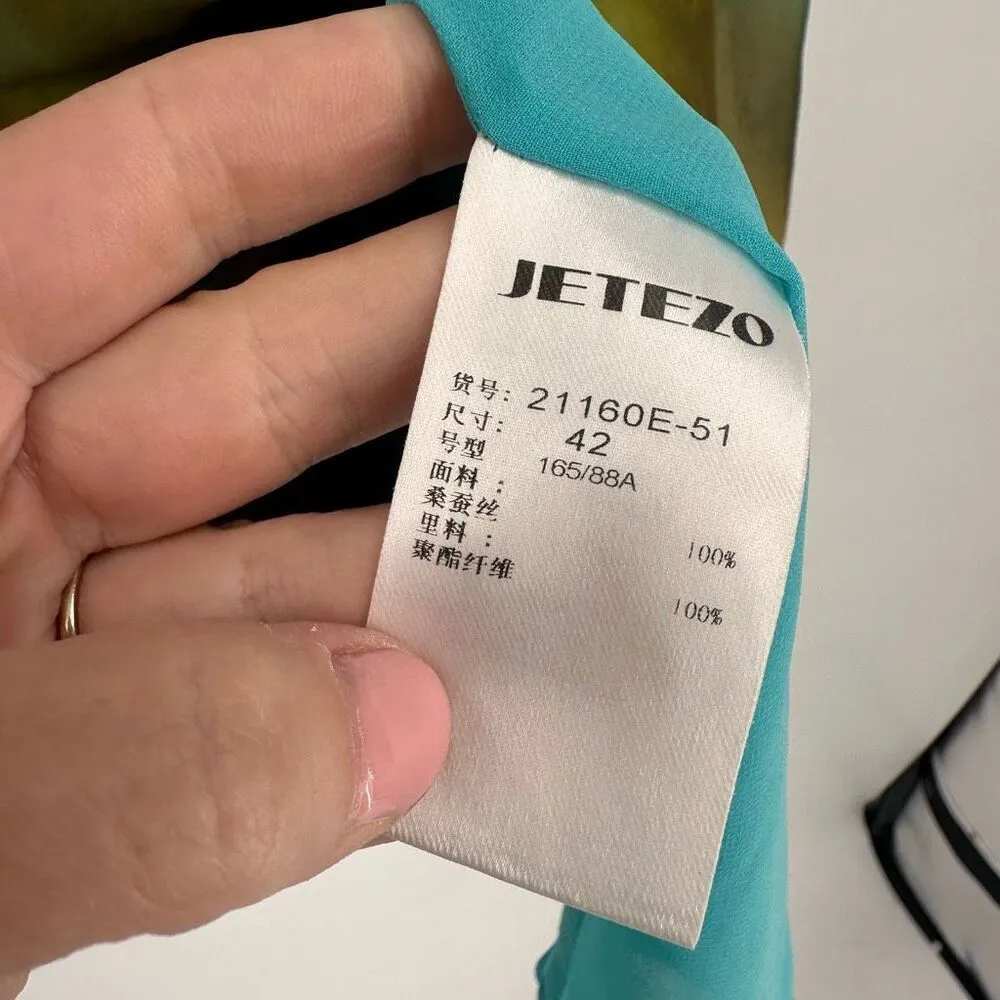 JETEZO
货号: 21160E-51
尺寸: 42
号型 165/88A
面料 :
桑蚕丝 100%
里料 :
聚酯纤维 100%